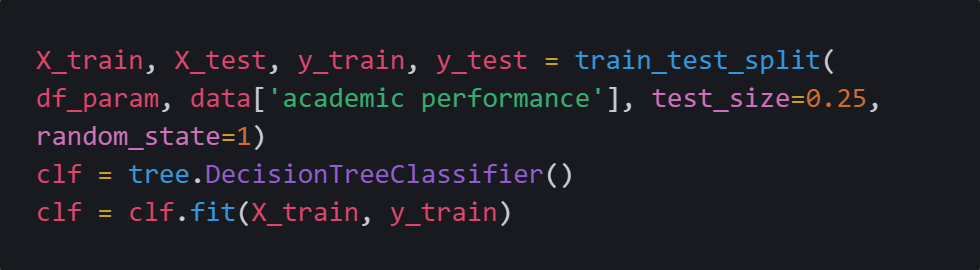 X_train, X_test, y_train, y_test = train_test_split(
df_param, data['academic performance'], test_size=0.25,
random_state=1)
clf = tree.DecisionTreeClassifier()
clf = clf.fit(X_train, y_train)